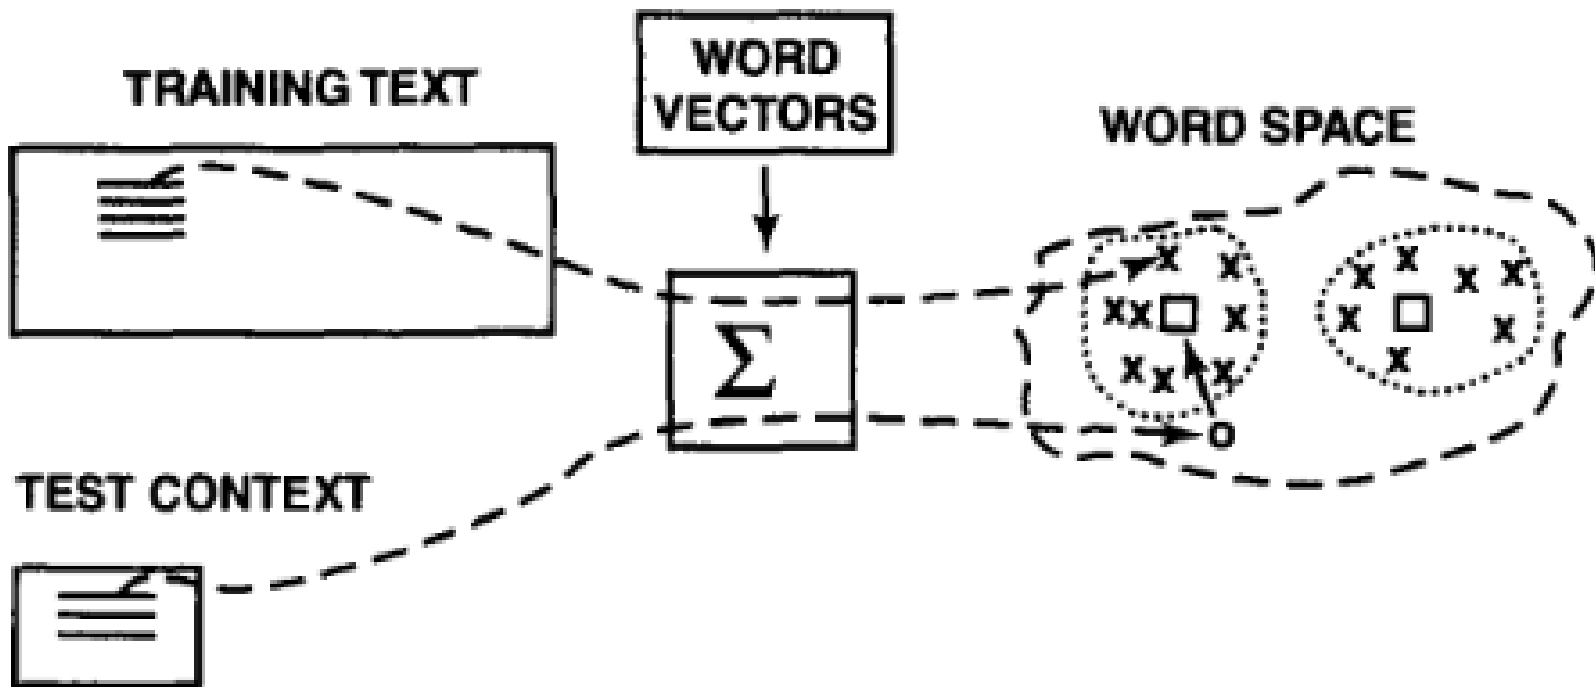 TRAINING TEXT
WORD
VECTORS
WORD SPACE
Σ
x x
x x x
x x x
x x x x
x x
x
o
TEST CONTEXT